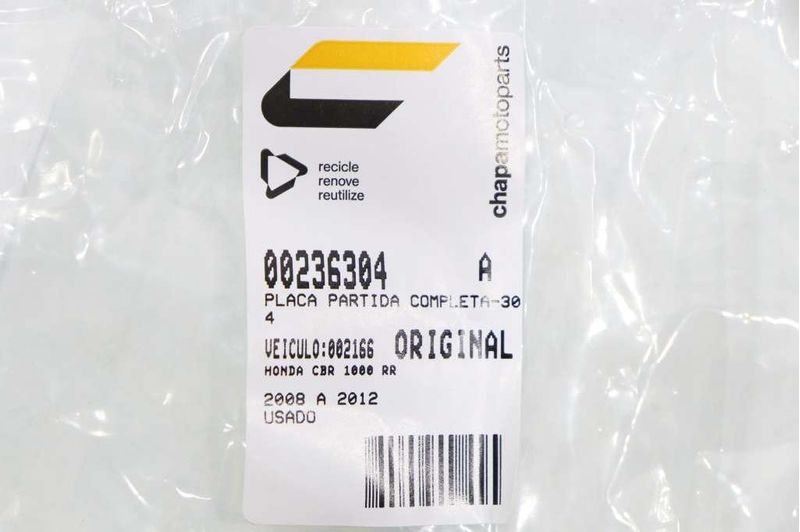 chapamotoparts
recicle
renove
reutilize
00236304 A
PLACA PARTIDA COMPLETA-30
4
VEICULO:002166 ORIGINAL
HONDA CBR 1000 RR
2008 A 2012
USADO